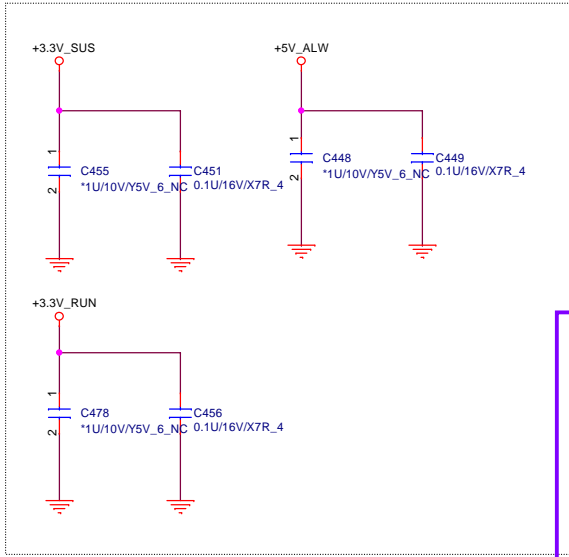 +3.3V_SUS
+5V_ALW
1
C455
*1U/10V/Y5V_6_NC
2
C451
0.1U/16V/X7R_4
1
C448
*1U/10V/Y5V_6_NC
2
C449
0.1U/16V/X7R_4
+3.3V_RUN
1
C478
*1U/10V/Y5V_6_NC
2
C456
0.1U/16V/X7R_4